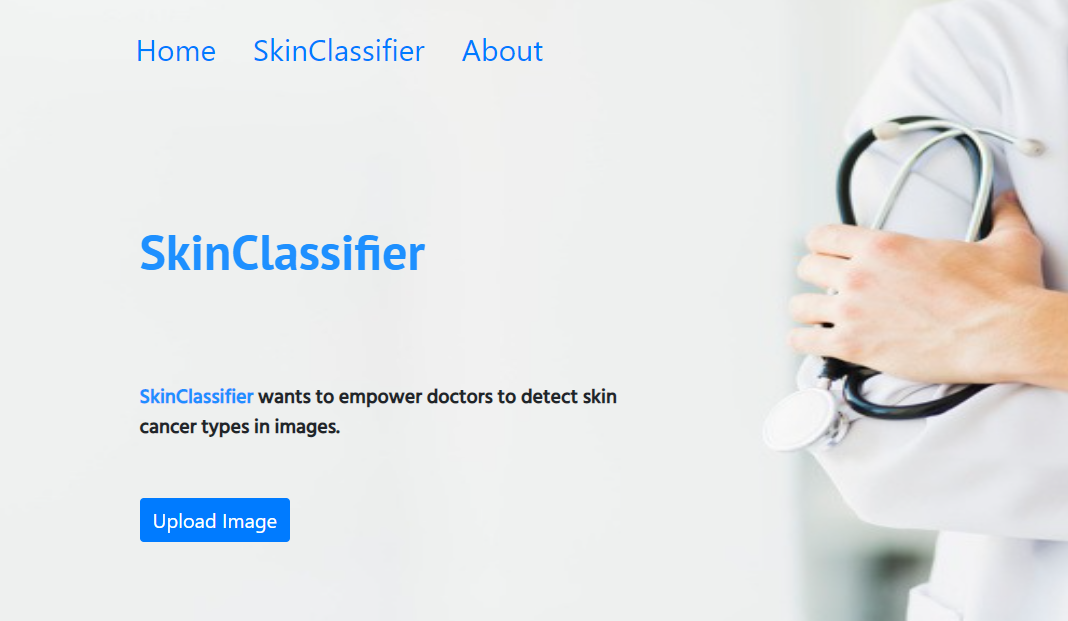 Home SkinClassifier About
SkinClassifier
SkinClassifier wants to empower doctors to detect skin
cancer types in images.
Upload Image